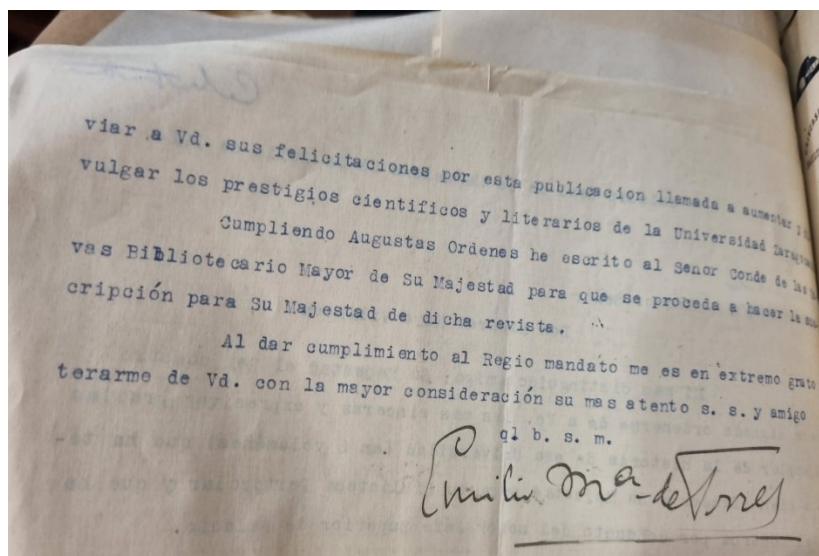 viar a Vd. sus felicitaciones por esta publicacion llamada a aumentar y
vulgar los prestigios cientificos y literarios de la Universidad
Cumpliendo Augustas Ordenes he escrito al Señor Conde de las
vas Bibliotecario Mayor de Su Majestad para que se proceda a hacer la
cripción para Su Majestad de dicha revista.
Al dar cumplimiento al Regio mandato me es en extremo grato
terarme de Vd. con la mayor consideración su mas atento s. s. y amigo
ql b. s. m.
Emilio Mª de Torres